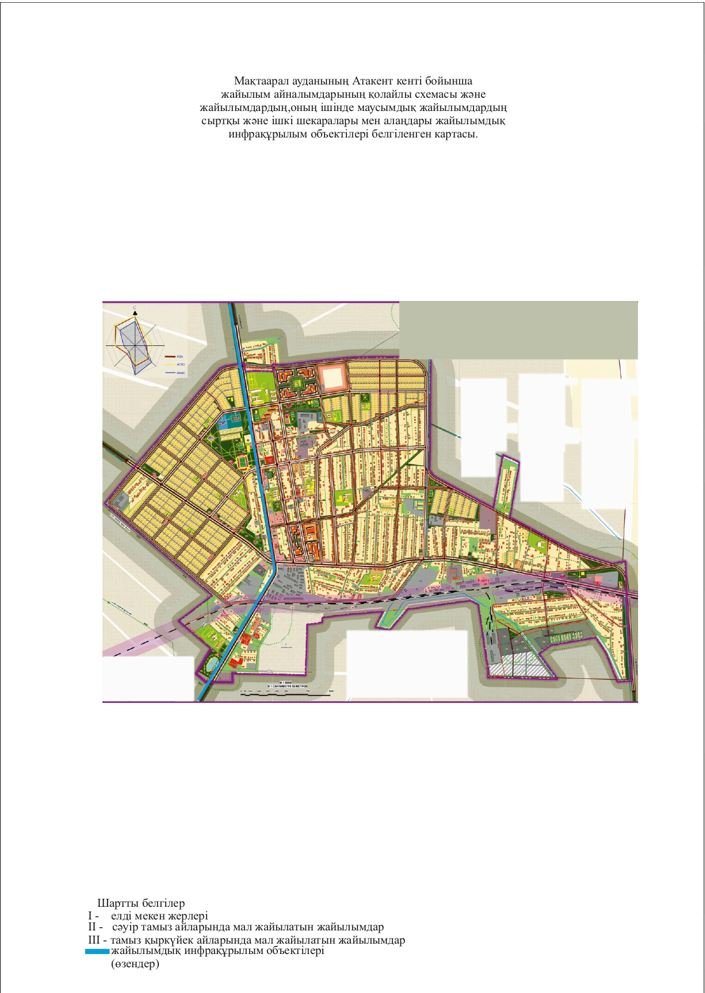 Мақтаарал ауданының Атакент кенті бойынша
жайылым айналымдарының қолайлы схемасы және
жайылымдардың,оның ішінде маусымдық жайылымдардың
сыртқы және ішкі шекаралары мен алаңдары жайылымдық
инфрақұрылым объектілері белгіленген картасы.
Шартты белгілер
I - елді мекен жерлері
II - сәуір тамыз айларында мал жайылатын жайылымдар
III - тамыз қыркүйек айларында мал жайылатын жайылымдар
жайылымдық инфрақұрылым объектілері
(өзендер)